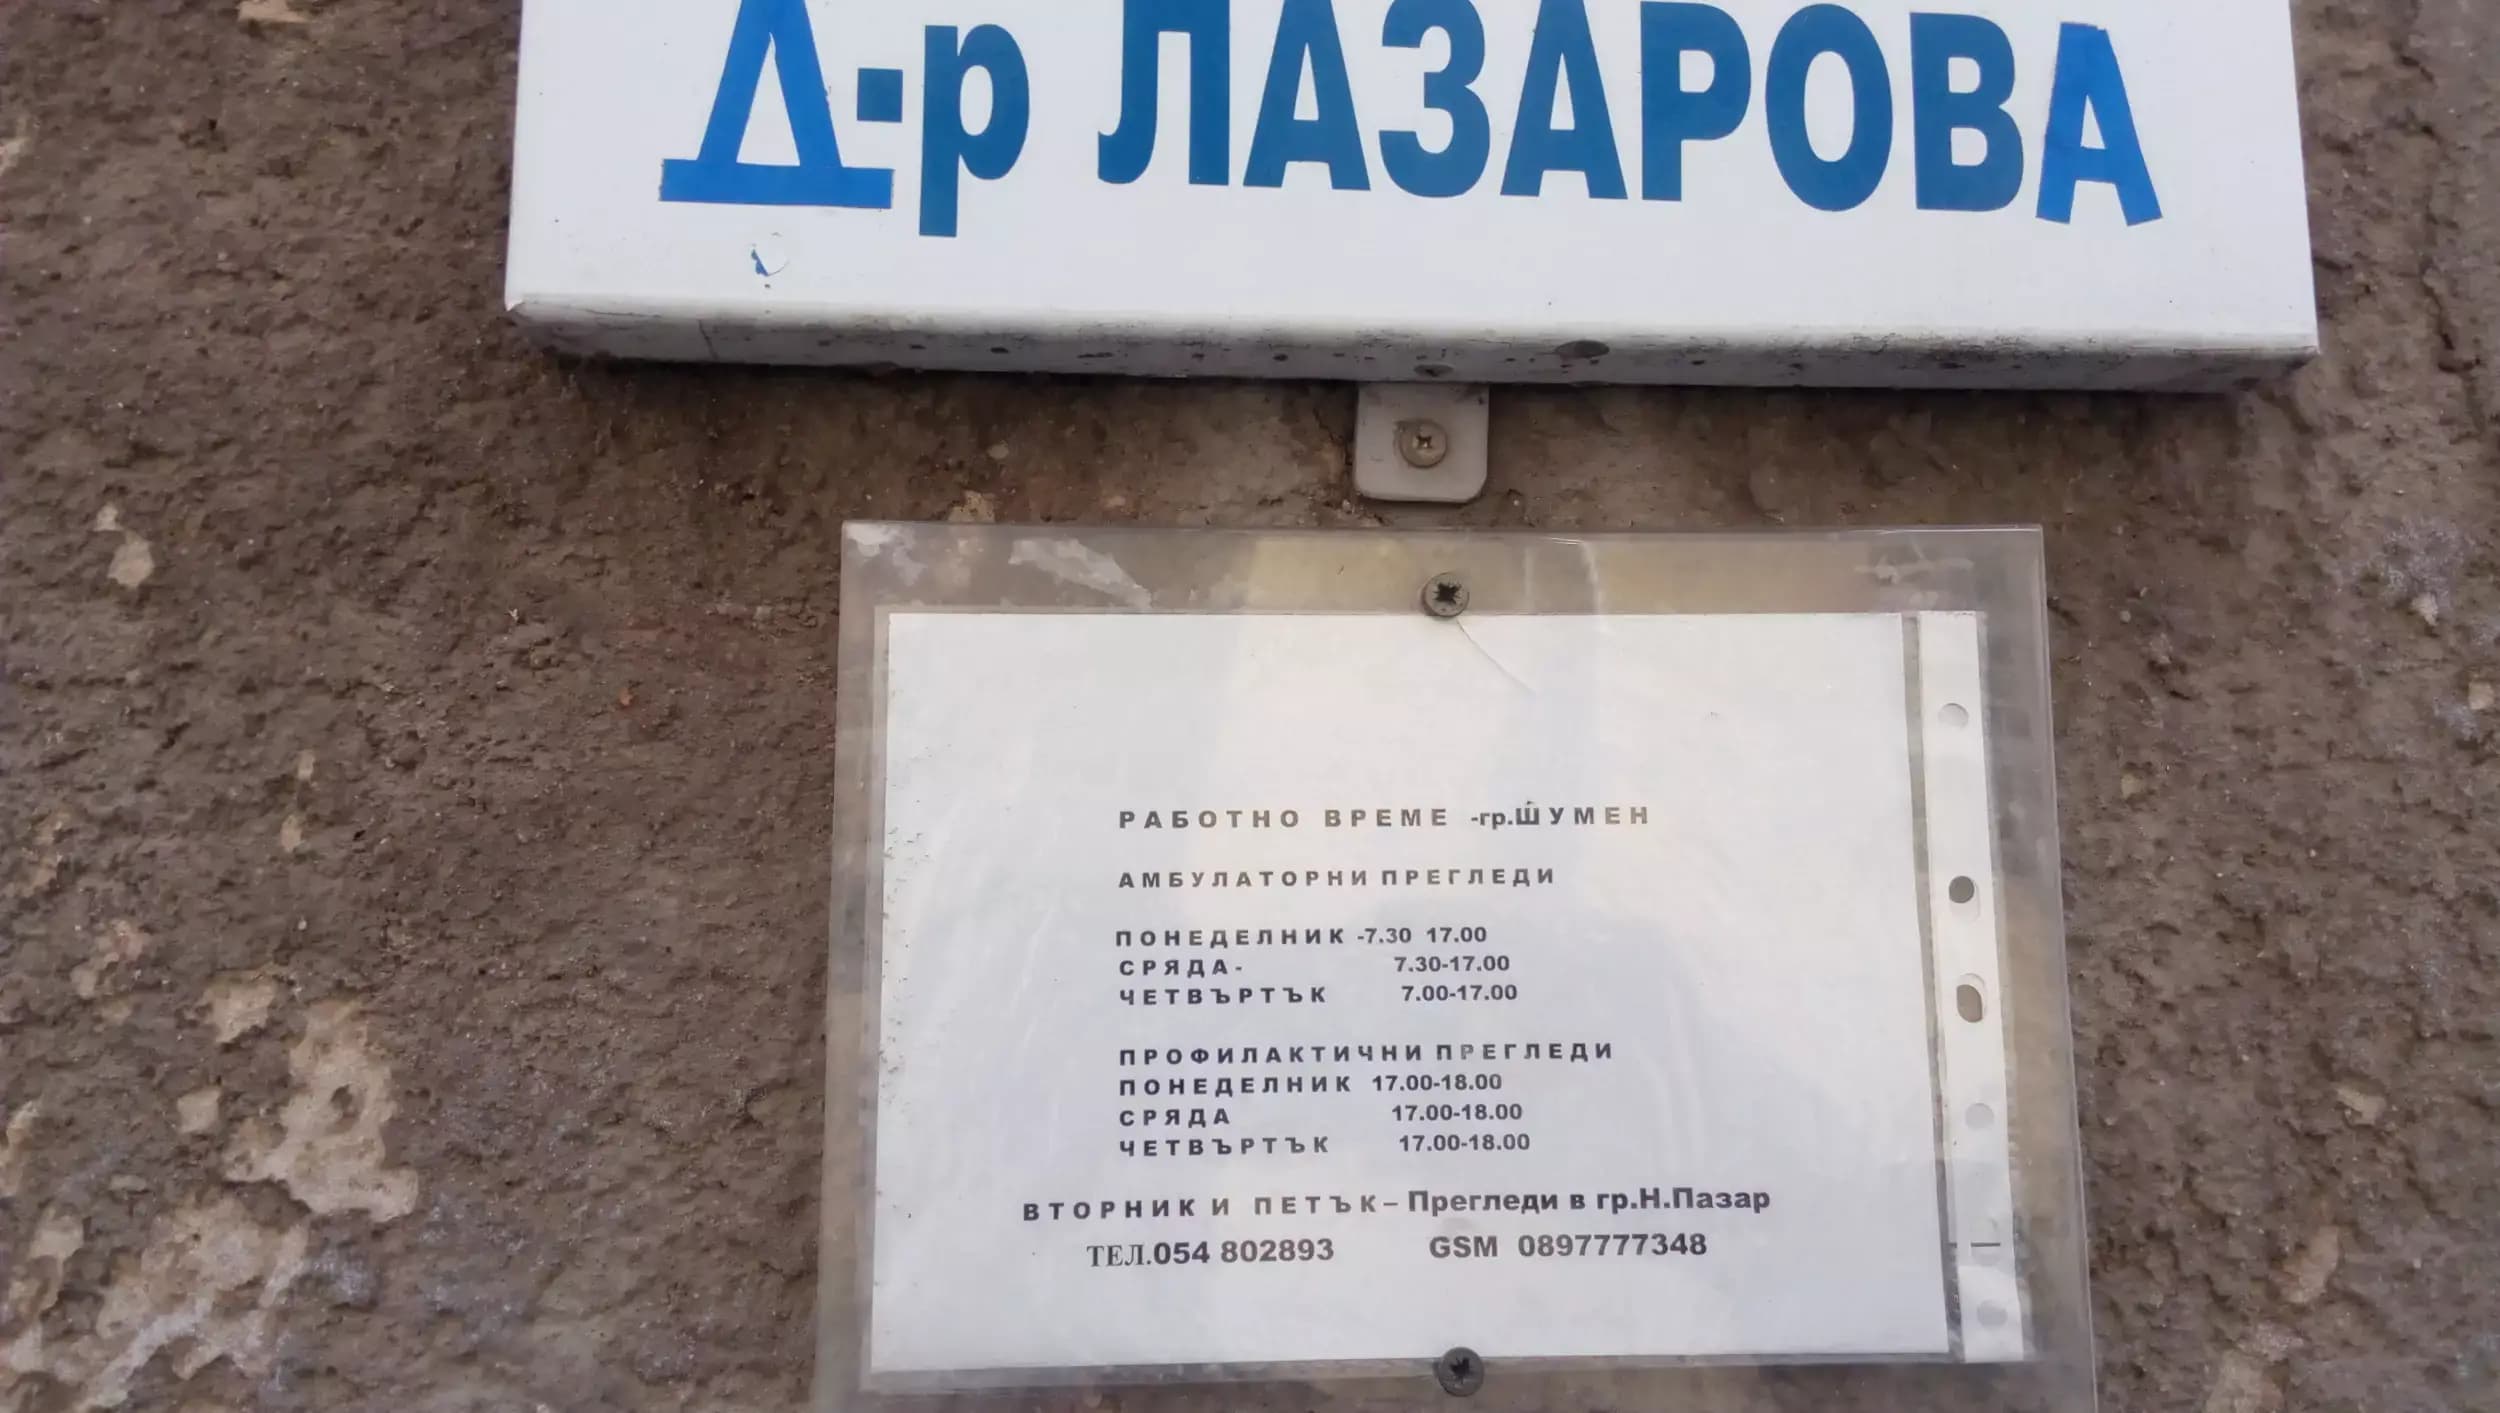 Д-р ЛАЗАРОВА
РАБОТНО ВРЕМЕ -гр.ШУМЕН
АМБУЛАТОРНИ ПРЕГЛЕДИ
ПОНЕДЕЛНИК -7.30 17.00
СРЯДА- 7.30-17.00
ЧЕТВЪРТЪК 7.00-17.00
ПРОФИЛАКТИЧНИ ПРЕГЛЕДИ
ПОНЕДЕЛНИК 17.00-18.00
СРЯДА 17.00-18.00
ЧЕТВЪРТЪК 17.00-18.00
ВТОРНИК И ПЕТЪК– Прегледи в гр.Н.Пазар
ТЕЛ.054 802893 GSM 0897777348